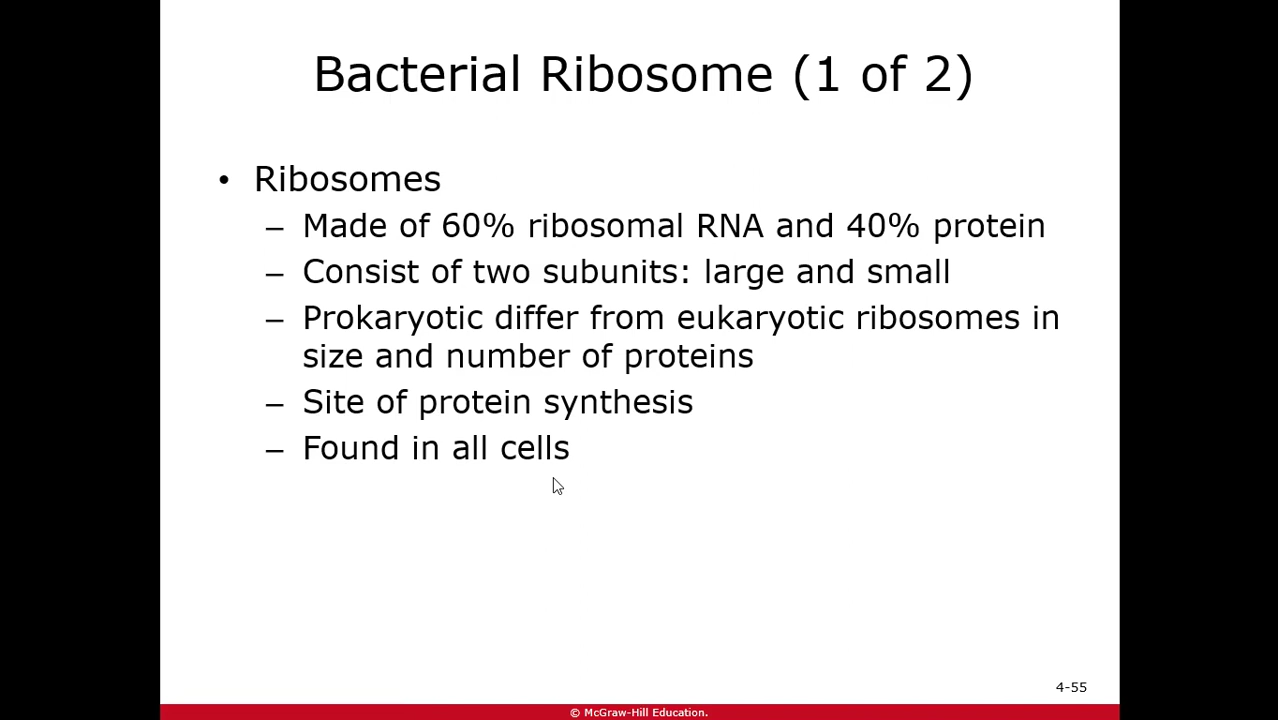 Bacterial Ribosome (1 of 2)
• Ribosomes
– Made of 60% ribosomal RNA and 40% protein
– Consist of two subunits: large and small
– Prokaryotic differ from eukaryotic ribosomes in
size and number of proteins
– Site of protein synthesis
– Found in all cells
4-55
© McGraw-Hill Education.